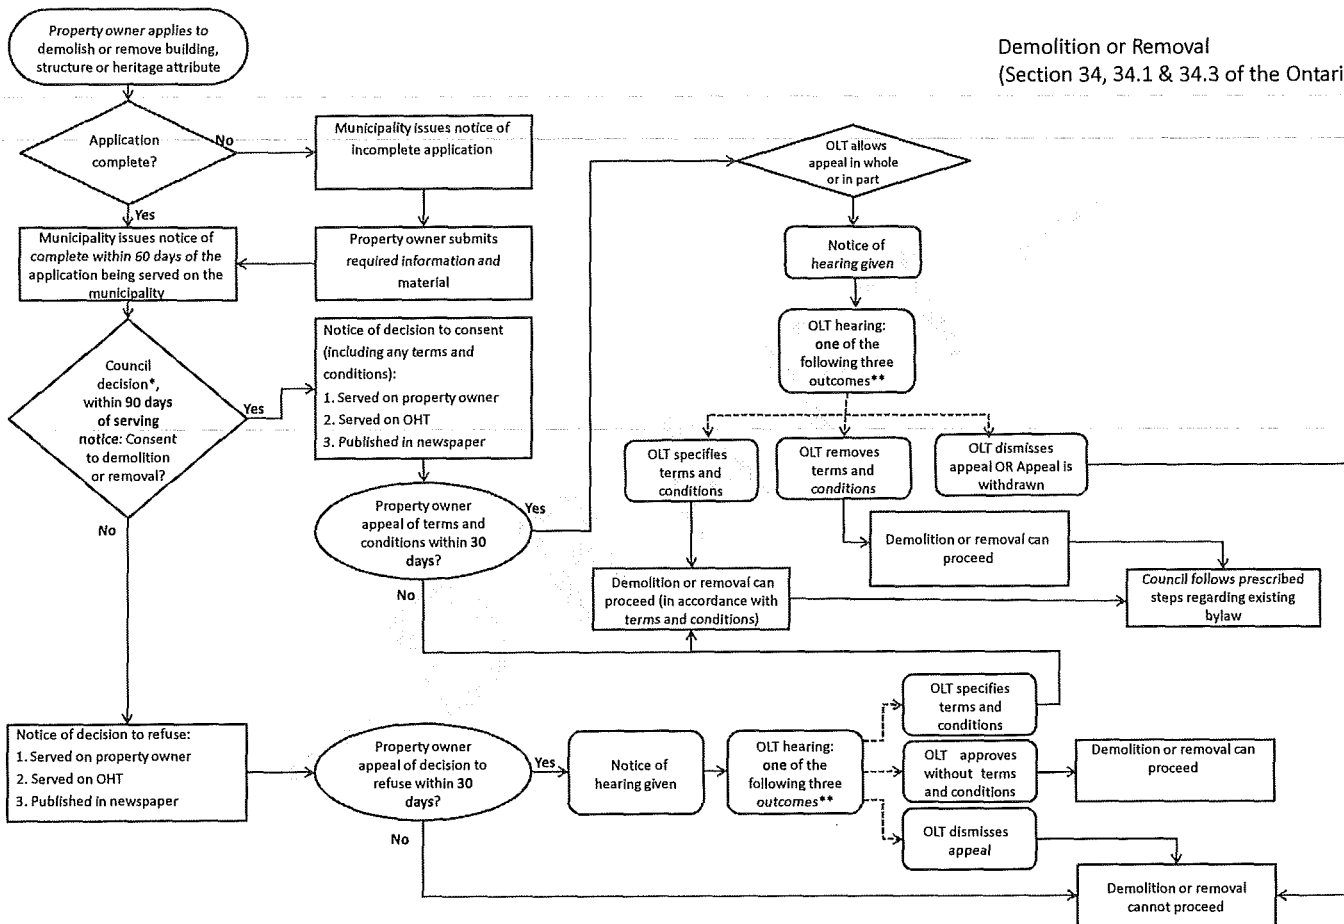 Property owner applies to
demolish or remove building,
structure or heritage attribute
Demolition or Removal
(Section 34, 34.1 & 34.3 of the Ontari
Application
complete?
No
Municipality issues notice of
incomplete application
OLT allows
appeal in whole
or in part
Yes
Municipality issues notice of
complete within 60 days of the
application being served on the
municipality
Property owner submits
required information and
material
Notice of
hearing given
Council
decision*,
within 90 days
of serving
notice: Consent
to demolition
or removal?
Yes
Notice of decision to consent
(including any terms and
conditions):
1. Served on property owner
2. Served on OHT
3. Published in newspaper
OLT hearing:
one of the
following three
outcomes**
OLT specifies
terms and
conditions
OLT removes
terms and
conditions
OLT dismisses
appeal OR Appeal is
withdrawn
No
Property owner
appeal of terms and
conditions within 30
days?
Yes
No
Demolition or removal can
proceed
Demolition or removal can
proceed (in accordance with
terms and conditions)
Council follows prescribed
steps regarding existing
bylaw
Notice of decision to refuse:
1. Served on property owner
2. Served on OHT
3. Published in newspaper
Property owner
appeal of decision to
refuse within 30
days?
Yes
No
Notice of
hearing given
OLT hearing:
one of the
following three
outcomes**
OLT specifies
terms and
conditions
OLT approves
without terms
and conditions
Demolition or removal can
proceed
OLT dismisses
appeal
Demolition or removal
cannot proceed